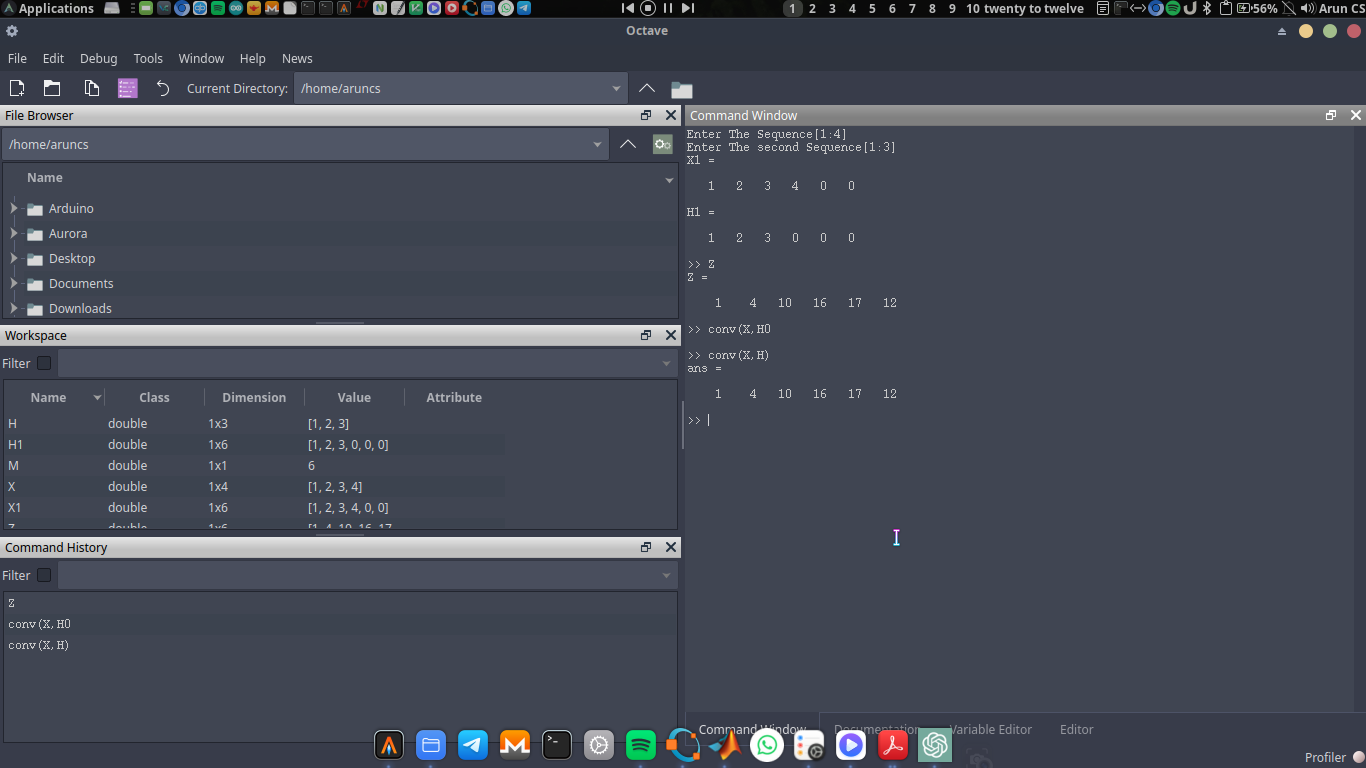 Applications
1 2 3 4 5 6 7 8 9 10 twenty to twelve 56% Arun CS
Octave
File Edit Debug Tools Window Help News
Current Directory: /home/aruncs
File Browser
/home/aruncs
Name
Arduino
Aurora
Desktop
Documents
Downloads
Workspace
Filter
Name Class Dimension Value Attribute
H double 1x3 [1, 2, 3]
H1 double 1x6 [1, 2, 3, 0, 0, 0]
M double 1x1 6
X double 1x4 [1, 2, 3, 4]
X1 double 1x6 [1, 2, 3, 4, 0, 0]
Z double 1x6 [1, 4, 10, 16, 17
Command History
Filter
Z
conv(X,H0
conv(X,H)
Command Window
Enter The Sequence[1:4]
Enter The second Sequence[1:3]
X1 =
1 2 3 4 0 0
H1 =
1 2 3 0 0 0
>> Z
Z =
1 4 10 16 17 12
>> conv(X,H0
>> conv(X,H)
ans =
1 4 10 16 17 12
>>
Command Window Documentation Variable Editor Editor
Profiler